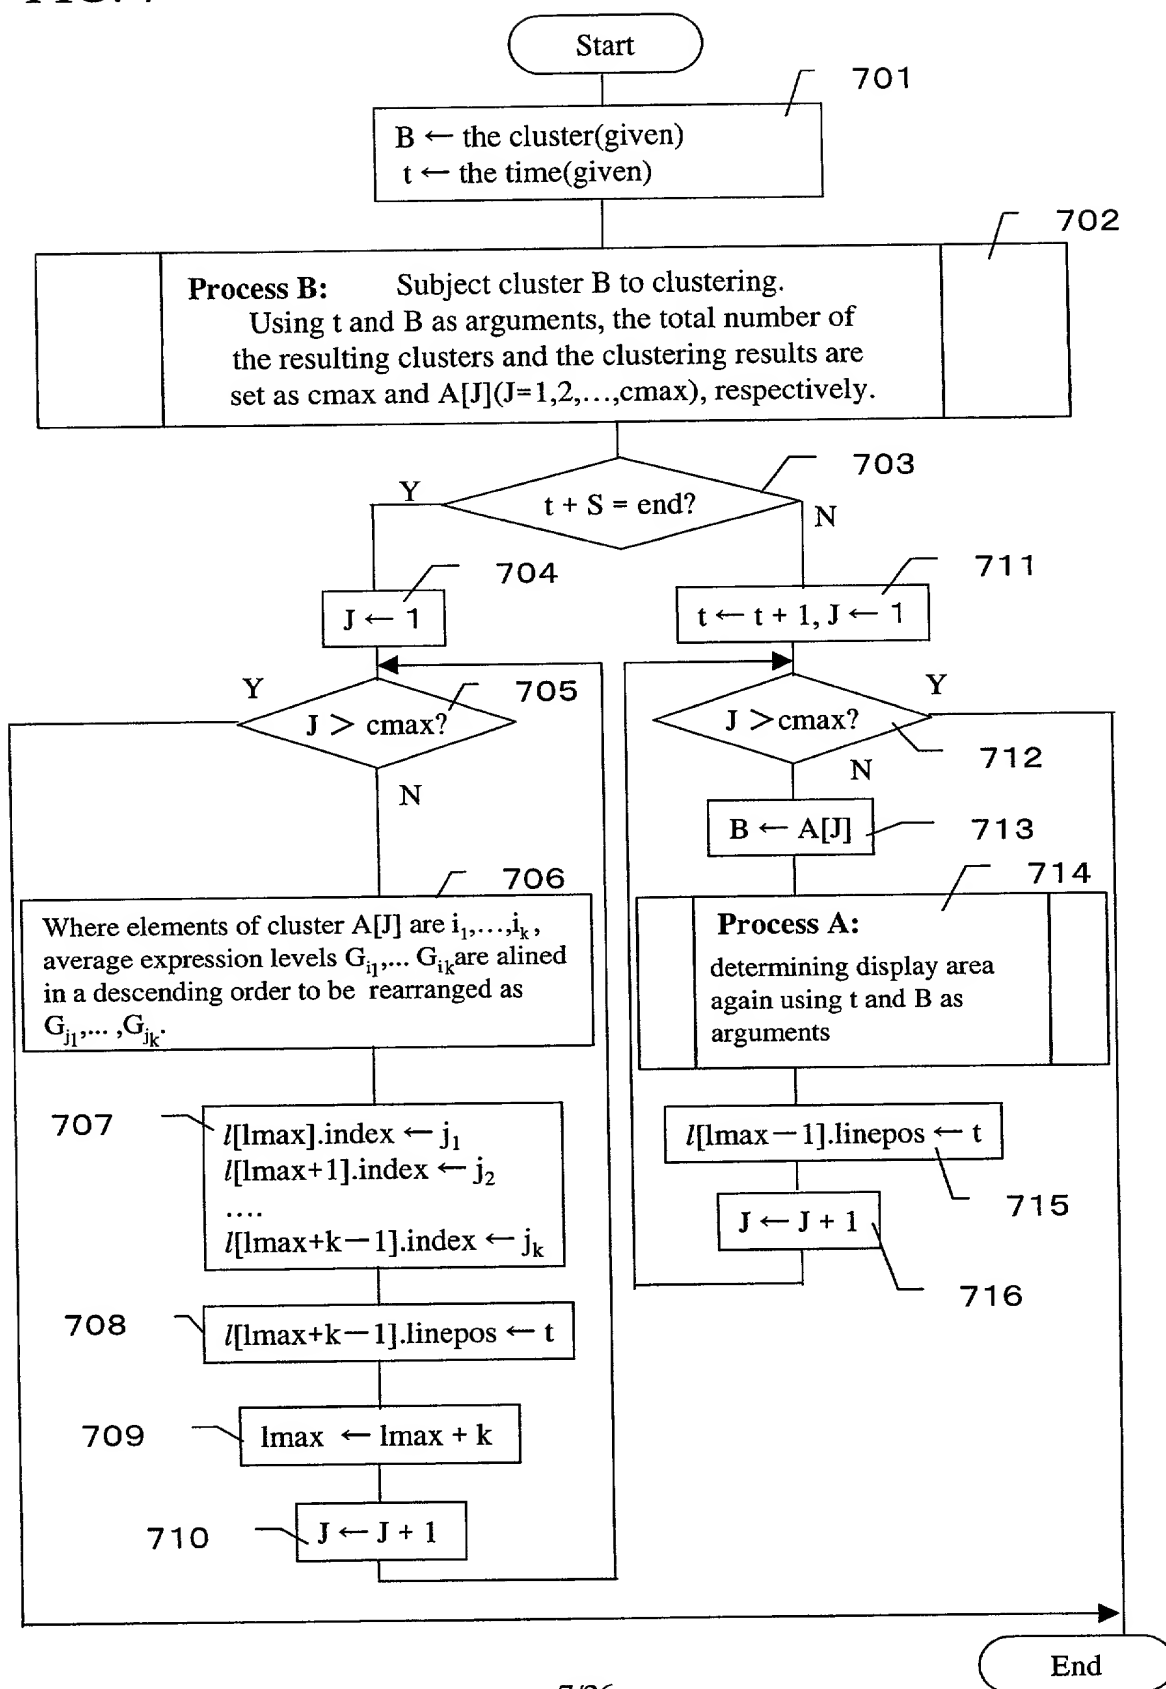 Start
701
B ← the cluster(given)
t ← the time(given)
702
Process B: Subject cluster B to clustering.
Using t and B as arguments, the total number of
the resulting clusters and the clustering results are
set as cmax and A[J](J=1,2,...,cmax), respectively.
703
Y
t + S = end?
N
704
711
J ← 1
t ← t + 1, J ← 1
Y
705
Y
J > cmax?
J >cmax?
712
N
N
B ← A[J]
713
706
714
Where elements of cluster A[J] are i₁,...,iₖ,
average expression levels Gᵢ₁,... Gᵢₖ are alined
in a descending order to be rearranged as
Gⱼ₁,... ,Gⱼₖ.
Process A:
determining display area
again using t and B as
arguments
707
l[lmax].index ← j₁
l[lmax+1].index ← j₂
....
l[lmax+k−1].index ← jₖ
l[lmax−1].linepos ← t
715
J ← J + 1
716
708
l[lmax+k−1].linepos ← t
709
lmax ← lmax + k
710
J ← J + 1
End